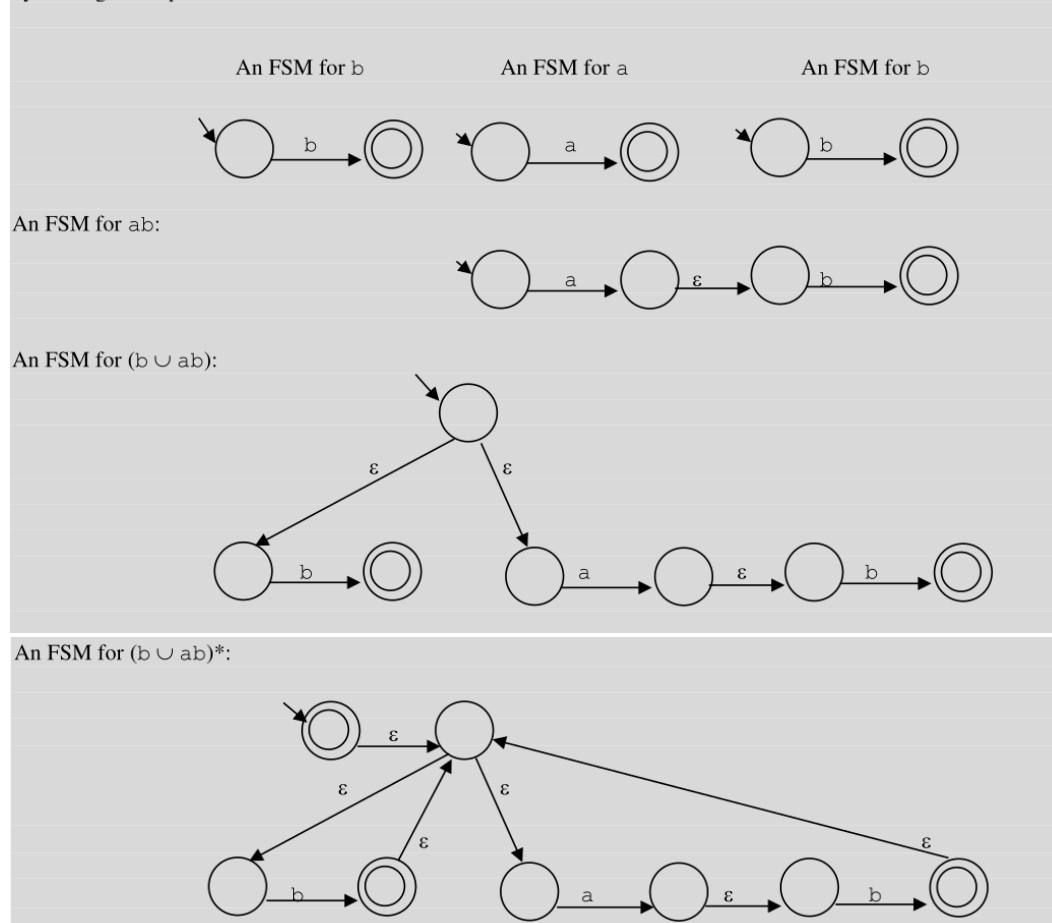 An FSM for b An FSM for a An FSM for b
b a b
An FSM for ab:
a ε b
An FSM for (b ∪ ab):
ε ε
b a ε b
An FSM for (b ∪ ab)*:
ε
ε ε
ε ε
b a ε b